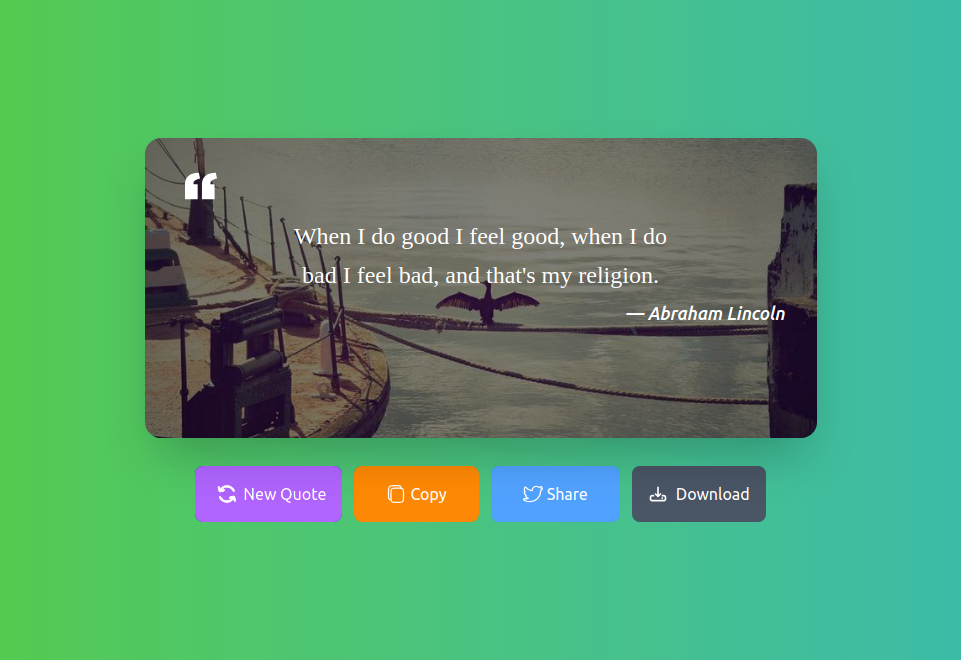 “
When I do good I feel good, when I do
bad I feel bad, and that's my religion.
— Abraham Lincoln
New Quote
Copy
Share
Download